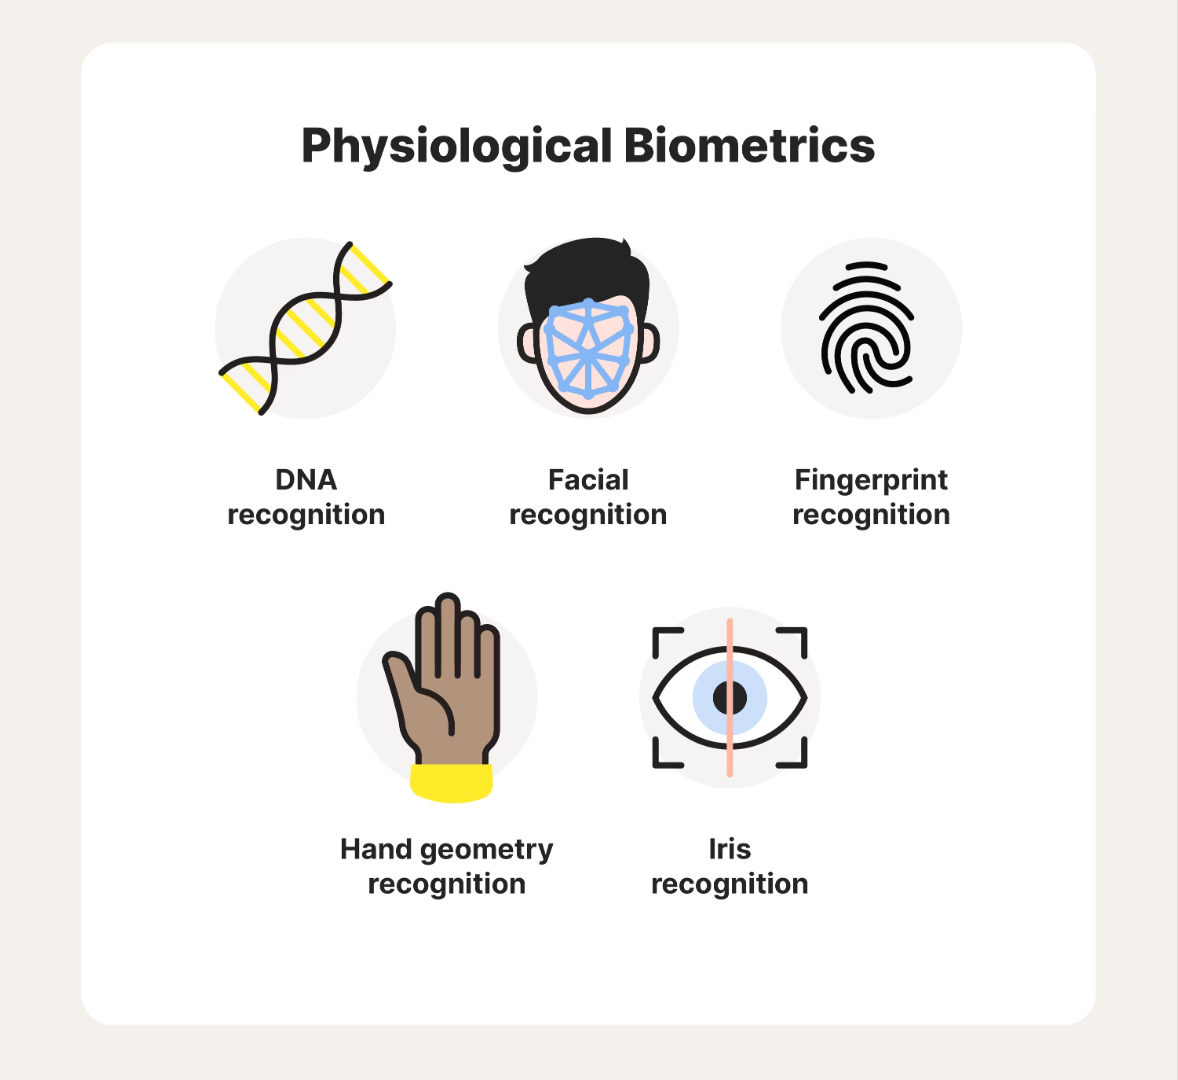 Physiological Biometrics
DNA
recognition
Facial
recognition
Fingerprint
recognition
Hand geometry
recognition
Iris
recognition